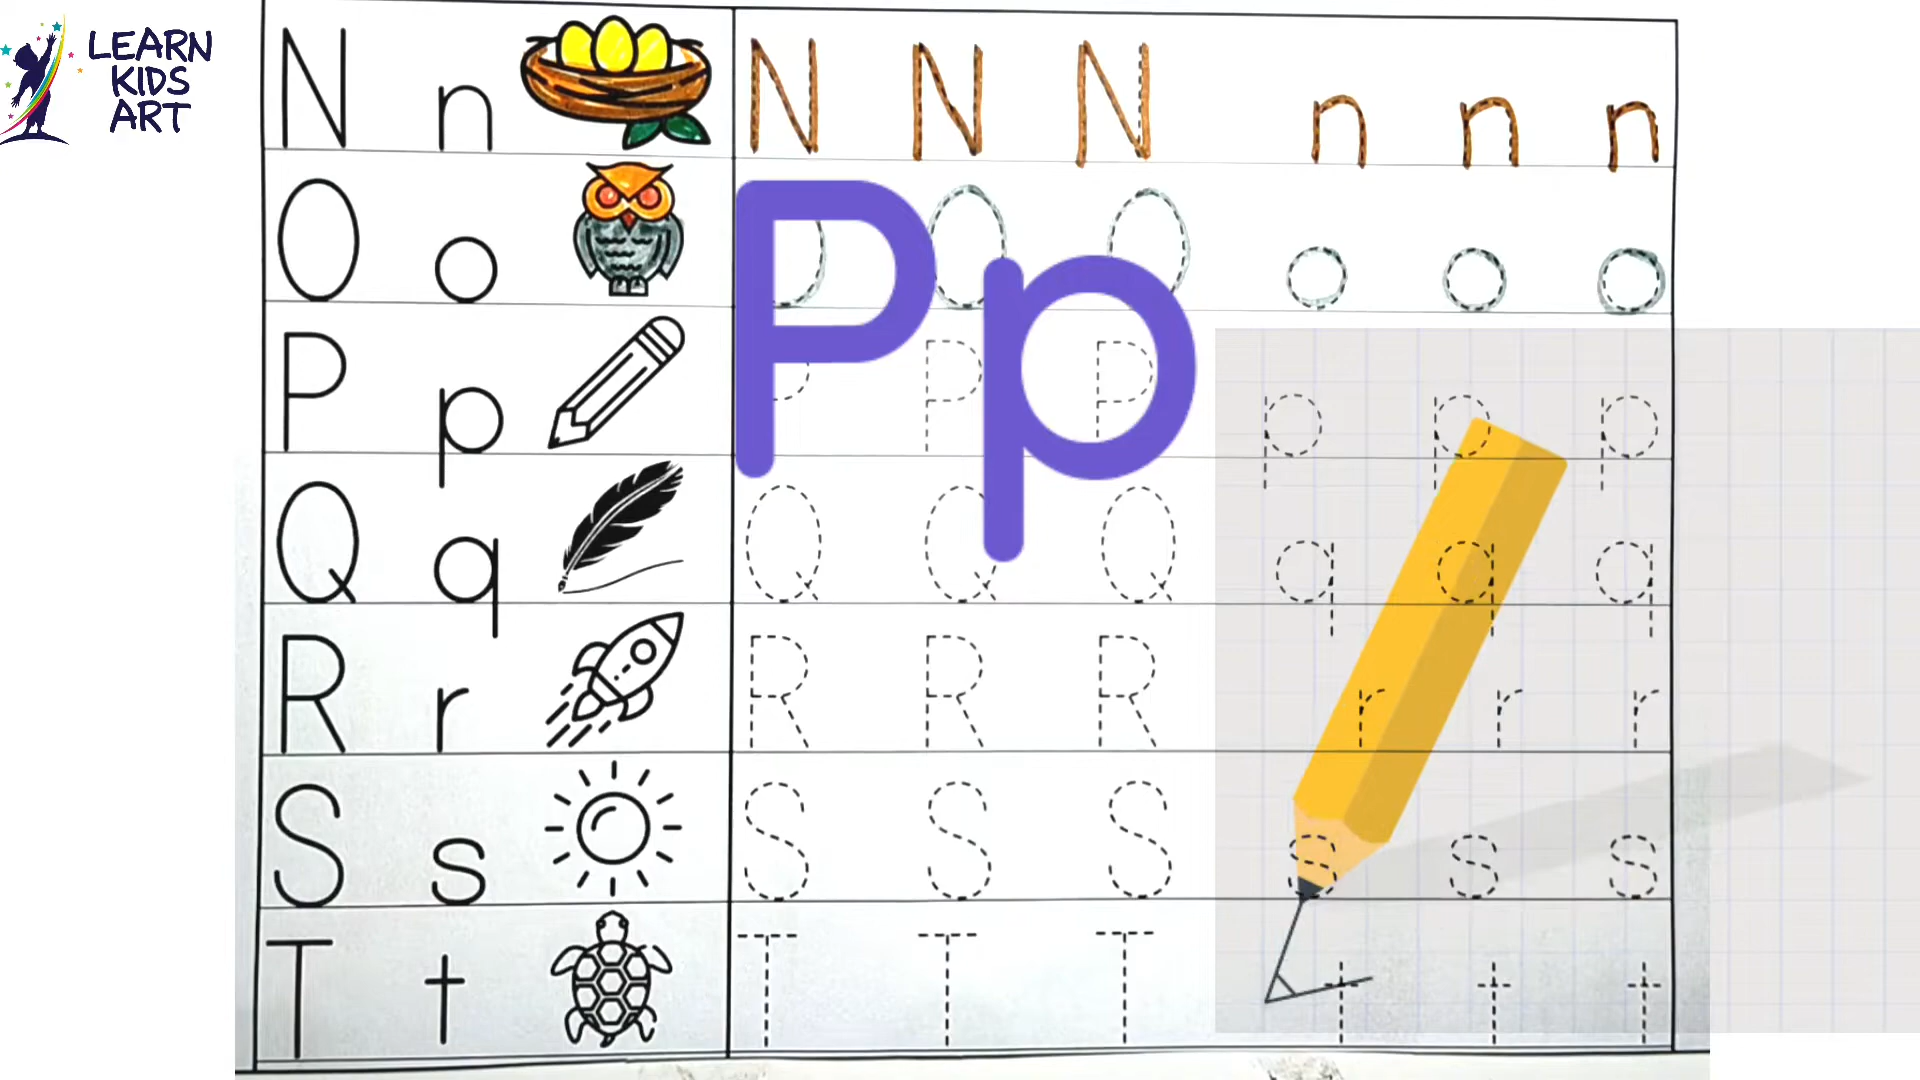 LEARN
KIDS
ART
N n N N N n n n
O o O O O o o o
Pp
P p P P P p p p
Q q Q Q Q q q q
R r R R R r r r
S s S S S s s s
T t T T T t t t